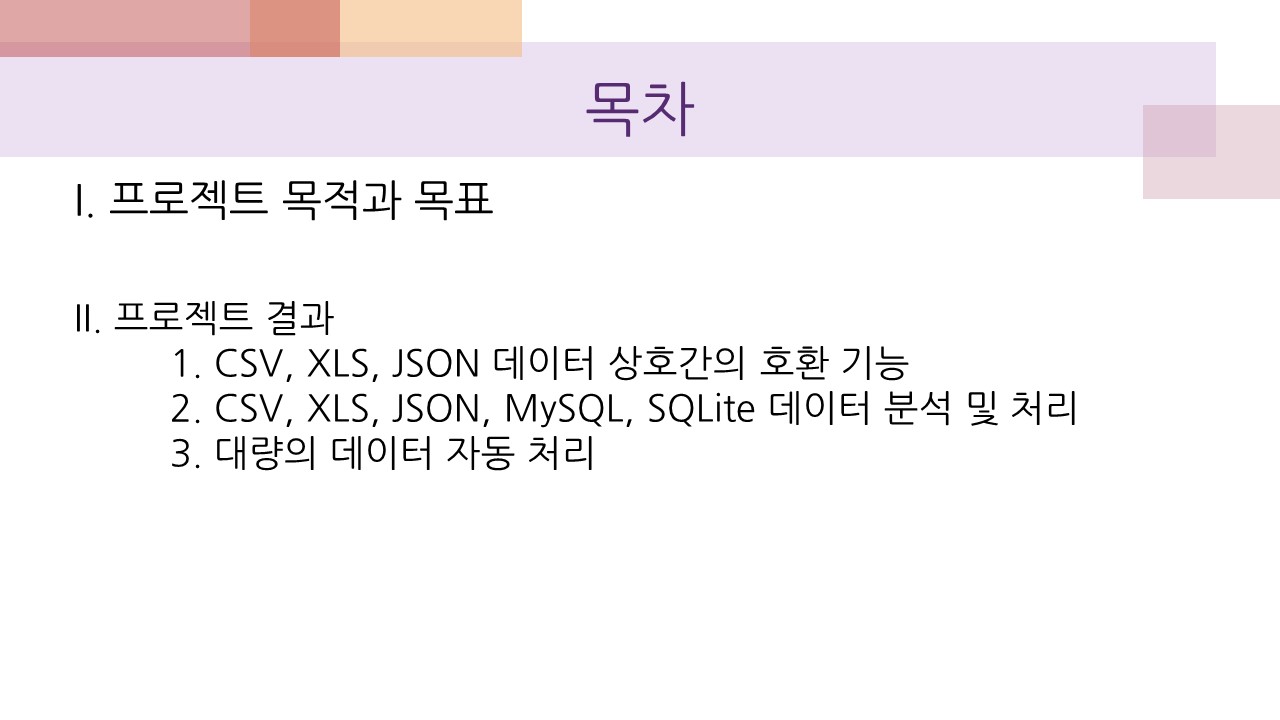 목차
I. 프로젝트 목적과 목표
II. 프로젝트 결과
1. CSV, XLS, JSON 데이터 상호간의 호환 기능
2. CSV, XLS, JSON, MySQL, SQLite 데이터 분석 및 처리
3. 대량의 데이터 자동 처리